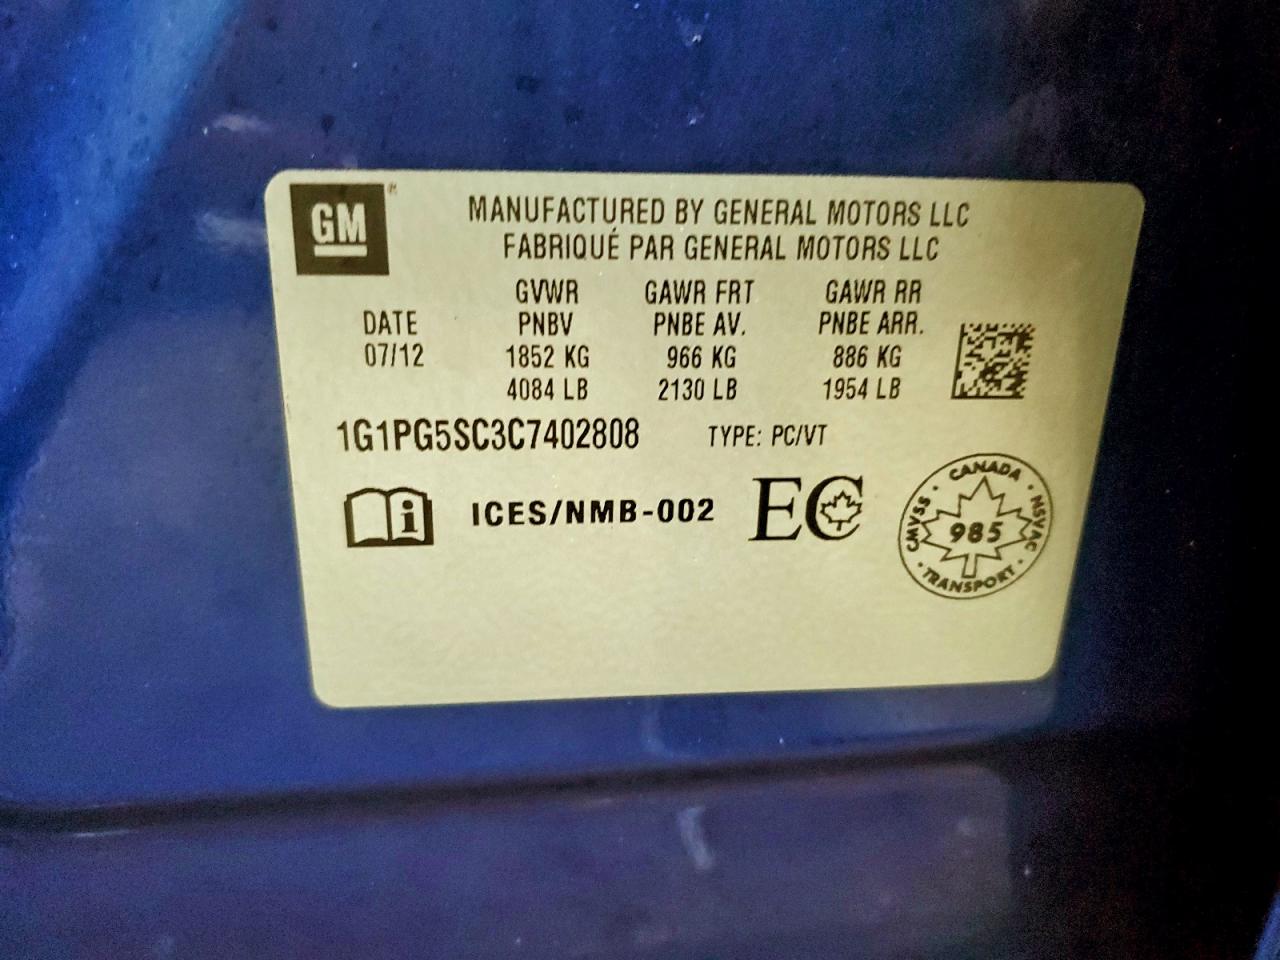 GM
MANUFACTURED BY GENERAL MOTORS LLC
FABRIQUÉ PAR GENERAL MOTORS LLC
GVWR GAWR FRT GAWR RR
DATE PNBV PNBE AV. PNBE ARR.
07/12 1852 KG 966 KG 886 KG
4084 LB 2130 LB 1954 LB
1G1PG5SC3C7402808 TYPE: PC/VT
i ICES/NMB-002 EC
CANADA
CMVSS 985 NSVAC
TRANSPORT